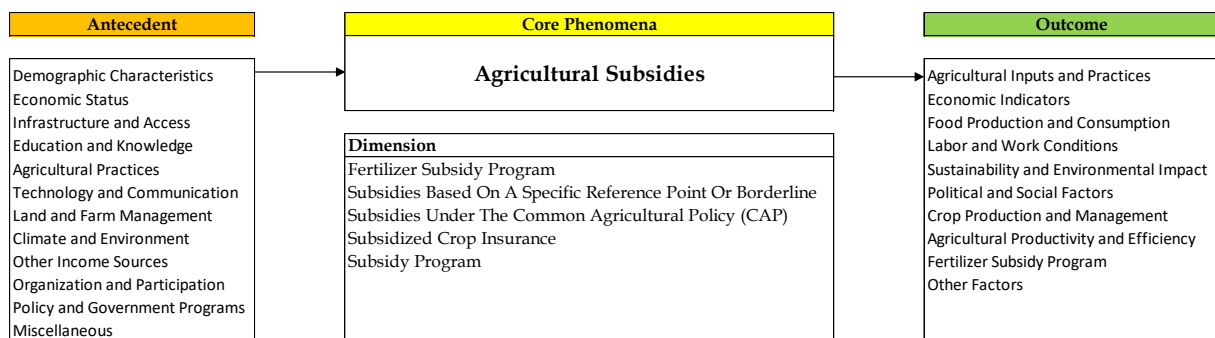 Antecedent
Demographic Characteristics
Economic Status
Infrastructure and Access
Education and Knowledge
Agricultural Practices
Technology and Communication
Land and Farm Management
Climate and Environment
Other Income Sources
Organization and Participation
Policy and Government Programs
Miscellaneous
Core Phenomena
Agricultural Subsidies
Dimension
Fertilizer Subsidy Program
Subsidies Based On A Specific Reference Point Or Borderline
Subsidies Under The Common Agricultural Policy (CAP)
Subsidized Crop Insurance
Subsidy Program
Outcome
Agricultural Inputs and Practices
Economic Indicators
Food Production and Consumption
Labor and Work Conditions
Sustainability and Environmental Impact
Political and Social Factors
Crop Production and Management
Agricultural Productivity and Efficiency
Fertilizer Subsidy Program
Other Factors